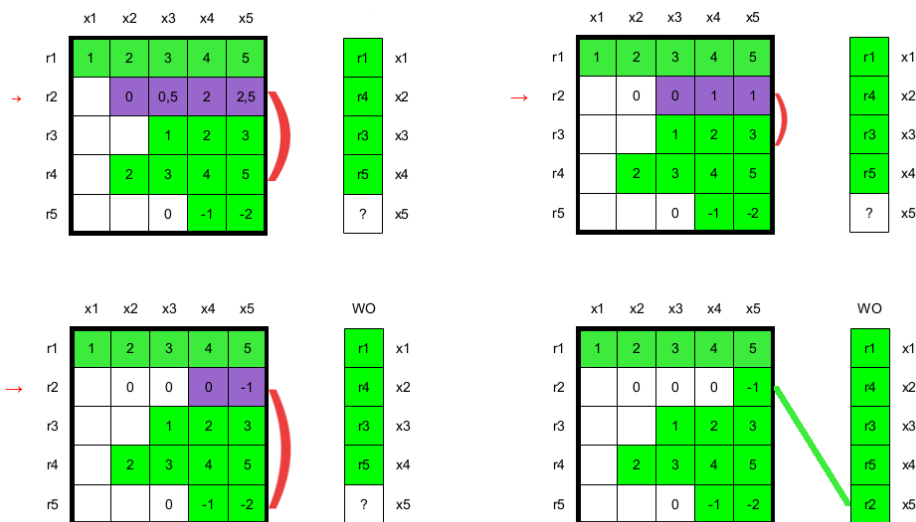 x1 x2 x3 x4 x5
r1 1 2 3 4 5 r1 x1
→ r2 0 0,5 2 2,5 r4 x2
r3 1 2 3 r3 x3
r4 2 3 4 5 r5 x4
r5 0 -1 -2 ? x5
x1 x2 x3 x4 x5
r1 1 2 3 4 5 r1 x1
→ r2 0 0 1 1 r4 x2
r3 1 2 3 r3 x3
r4 2 3 4 5 r5 x4
r5 0 -1 -2 ? x5
x1 x2 x3 x4 x5 WO
r1 1 2 3 4 5 r1 x1
→ r2 0 0 0 -1 r4 x2
r3 1 2 3 r3 x3
r4 2 3 4 5 r5 x4
r5 0 -1 -2 ? x5
x1 x2 x3 x4 x5 WO
r1 1 2 3 4 5 r1 x1
r2 0 0 0 -1 r4 x2
r3 1 2 3 r3 x3
r4 2 3 4 5 r5 x4
r5 0 -1 -2 r2 x5